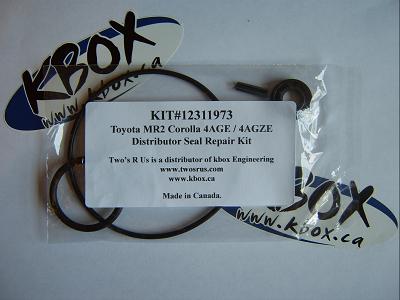 KBOX
www.kbox.ca
KIT#12311973
Toyota MR2 Corolla 4AGE / 4AGZE
Distributor Seal Repair Kit
Two's R Us is a distributor of kbox Engineering
www.twosrus.com
www.kbox.ca
Made in Canada.
KBOX
www.kbox.ca